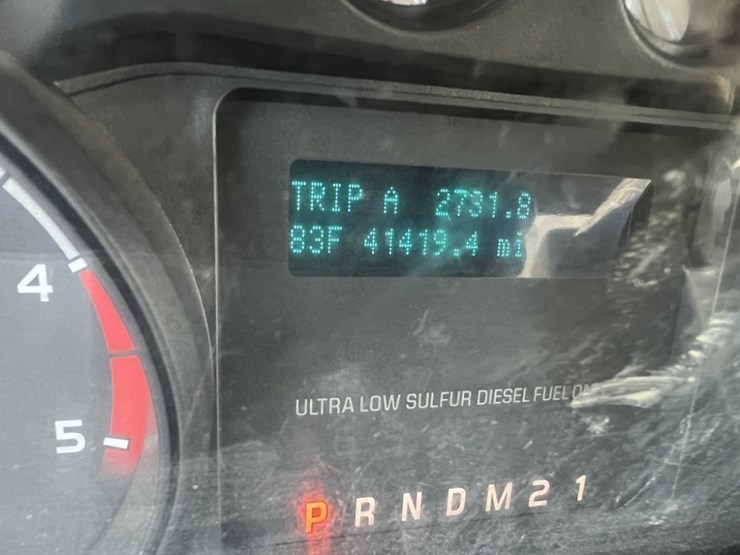 TRIP A 2731.8
83F 41419.4 mi
4
ULTRA LOW SULFUR DIESEL FUEL
5
P R N D M 2 1